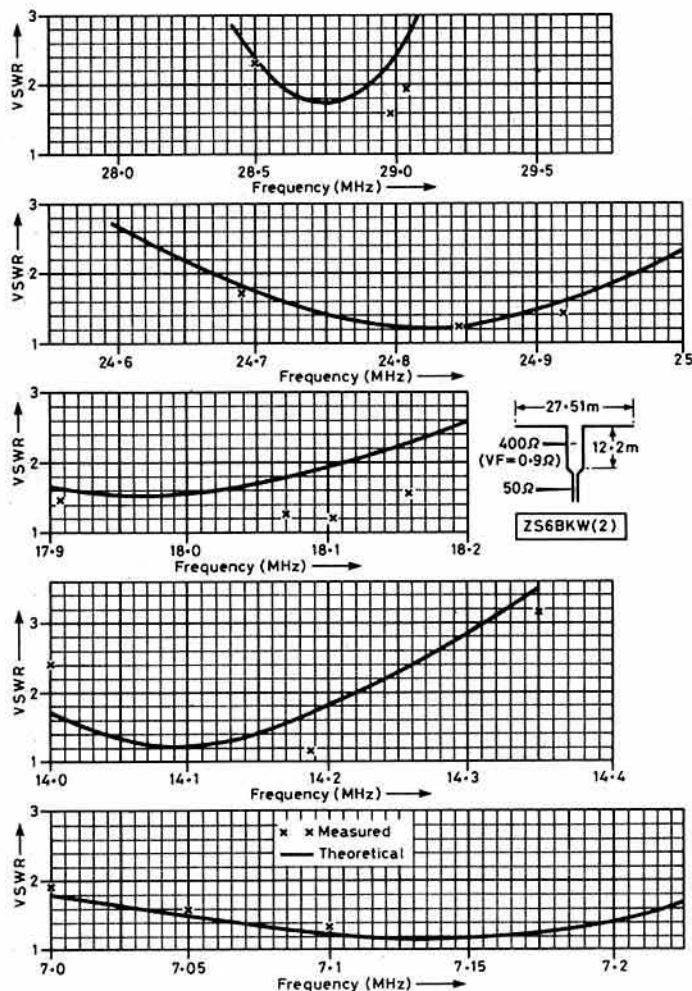 3
2
1
VSWR
28·0 28·5 29·0 29·5
Frequency (MHz)
3
2
1
VSWR
24·6 24·7 24·8 24·9 25
Frequency (MHz)
3
2
1
VSWR
17·9 18·0 18·1 18·2
Frequency (MHz)
27·51m
400Ω
(VF=0·9Ω)
12·2m
50Ω
ZS6BKW(2)
3
2
1
VSWR
14·0 14·1 14·2 14·3 14·4
Frequency (MHz)
3
2
1
VSWR
x x Measured
Theoretical
7·0 7·05 7·1 7·15 7·2
Frequency (MHz)